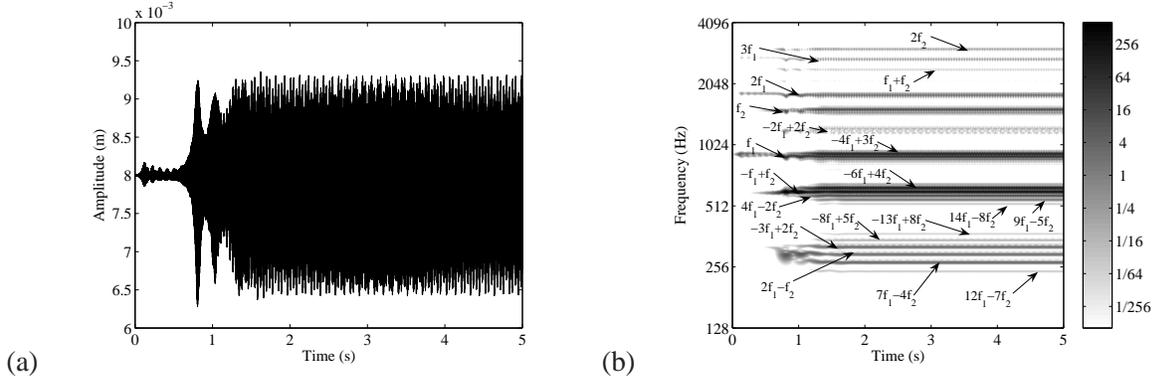 x 10⁻³
10
9.5
9
8.5
8
7.5
7
6.5
6
Amplitude (m)
0 1 2 3 4 5
Time (s)
(a)
4096
2048
1024
512
256
128
Frequency (Hz)
2f₂
3f₁
f₁+f₂
2f₁
f₂
−2f₁+2f₂
−4f₁+3f₂
f₁
−6f₁+4f₂
−f₁+f₂
4f₁−2f₂
14f₁−8f₂
9f₁−5f₂
−8f₁+5f₂
−13f₁+8f₂
−3f₁+2f₂
2f₁−f₂
7f₁−4f₂
12f₁−7f₂
0 1 2 3 4 5
Time (s)
256
64
16
4
1
1/4
1/16
1/64
1/256
(b)